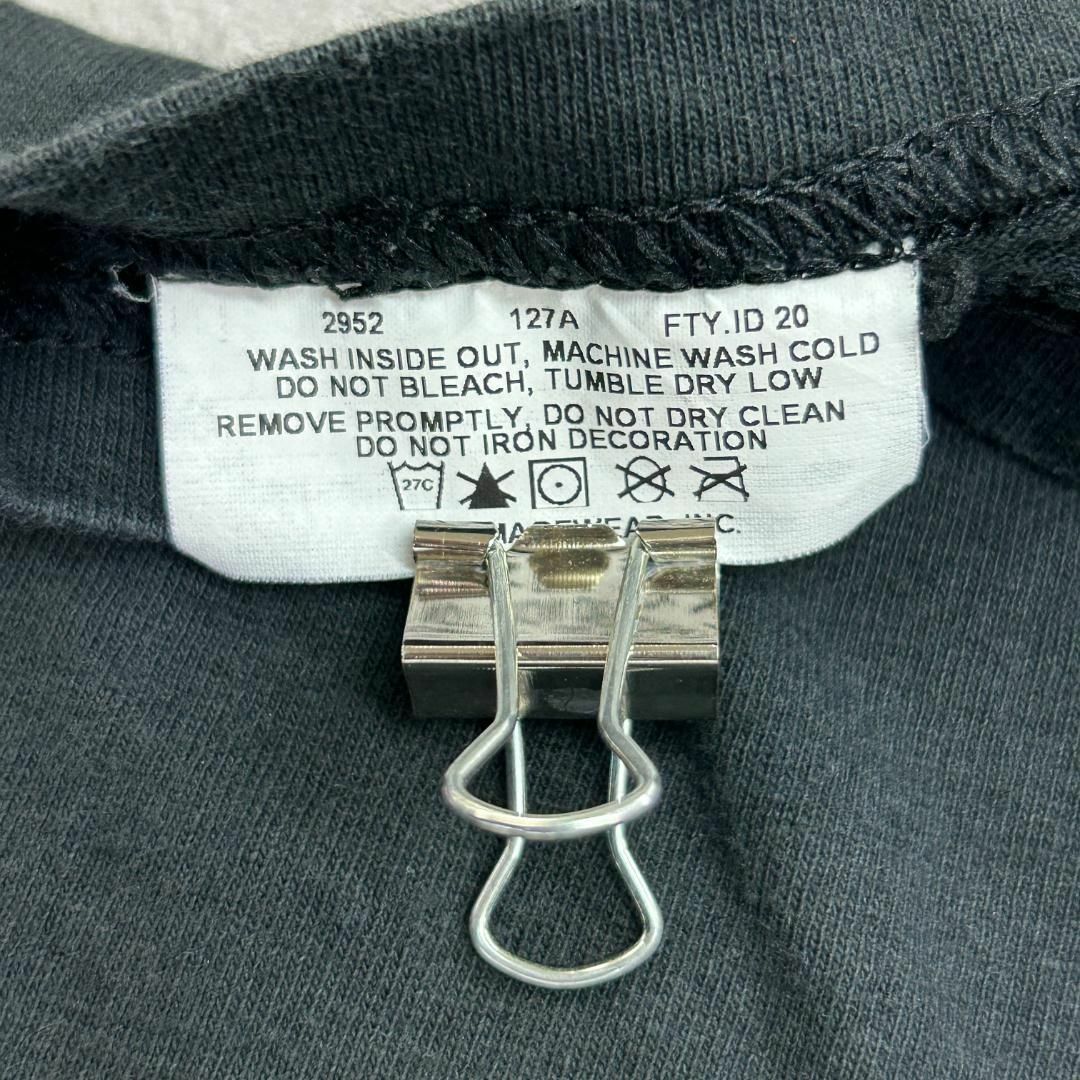 2952 127A FTY.ID 20
WASH INSIDE OUT, MACHINE WASH COLD
DO NOT BLEACH, TUMBLE DRY LOW
REMOVE PROMPTLY, DO NOT DRY CLEAN
DO NOT IRON DECORATION
27C
INC.